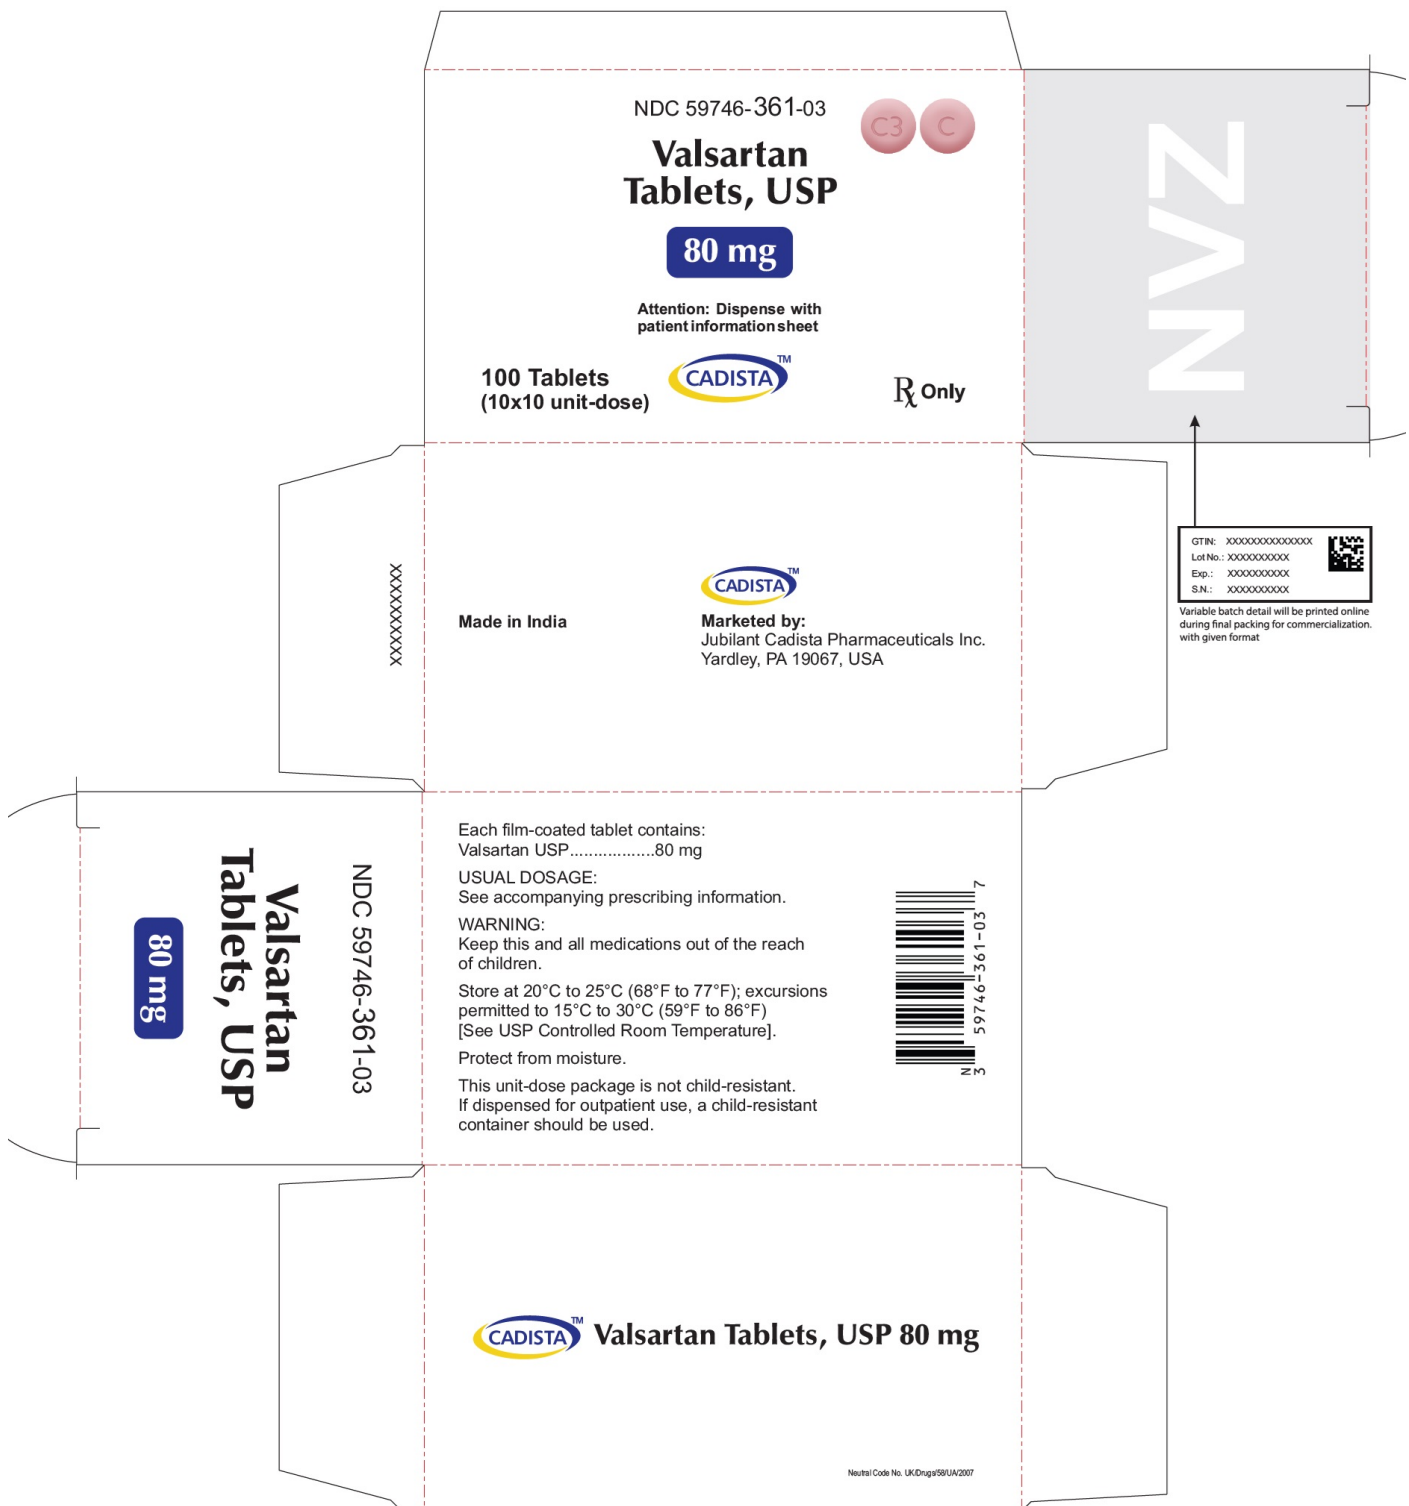 NDC 59746-361-03
C3
C
Valsartan
Tablets, USP
80 mg
Attention: Dispense with
patient information sheet
100 Tablets
(10x10 unit-dose)
CADISTA™
Rx Only
NVZ
GTIN: XXXXXXXXXXXXXX
Lot No.: XXXXXXXXXX
Exp.: XXXXXXXXXX
S.N.: XXXXXXXXXX
Variable batch detail will be printed online
during final packing for commercialization.
with given format
XXXXXXXXXX
Made in India
CADISTA™
Marketed by:
Jubilant Cadista Pharmaceuticals Inc.
Yardley, PA 19067, USA
NDC 59746-361-03
Valsartan
Tablets, USP
80 mg
Each film-coated tablet contains:
Valsartan USP..................80 mg
USUAL DOSAGE:
See accompanying prescribing information.
WARNING:
Keep this and all medications out of the reach
of children.
Store at 20°C to 25°C (68°F to 77°F); excursions
permitted to 15°C to 30°C (59°F to 86°F)
[See USP Controlled Room Temperature].
Protect from moisture.
This unit-dose package is not child-resistant.
If dispensed for outpatient use, a child-resistant
container should be used.
N
3 59746-361-03 7
CADISTA™ Valsartan Tablets, USP 80 mg
Neutral Code No. UK/Drugs/58/UA/2007